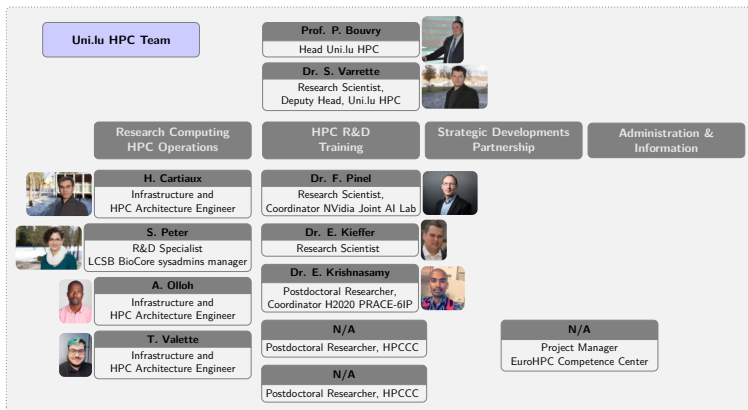 Uni.lu HPC Team
Prof. P. Bouvry
Head Uni.lu HPC
Dr. S. Varrette
Research Scientist,
Deputy Head, Uni.lu HPC
Research Computing
HPC Operations
HPC R&D
Training
Strategic Developments
Partnership
Administration &
Information
H. Cartiaux
Infrastructure and
HPC Architecture Engineer
S. Peter
R&D Specialist
LCSB BioCore sysadmins manager
A. Olloh
Infrastructure and
HPC Architecture Engineer
T. Valette
Infrastructure and
HPC Architecture Engineer
Dr. F. Pinel
Research Scientist,
Coordinator NVidia Joint AI Lab
Dr. E. Kieffer
Research Scientist
Dr. E. Krishnasamy
Postdoctoral Researcher,
Coordinator H2020 PRACE-6IP
N/A
Postdoctoral Researcher, HPCCC
N/A
Postdoctoral Researcher, HPCCC
N/A
Project Manager
EuroHPC Competence Center